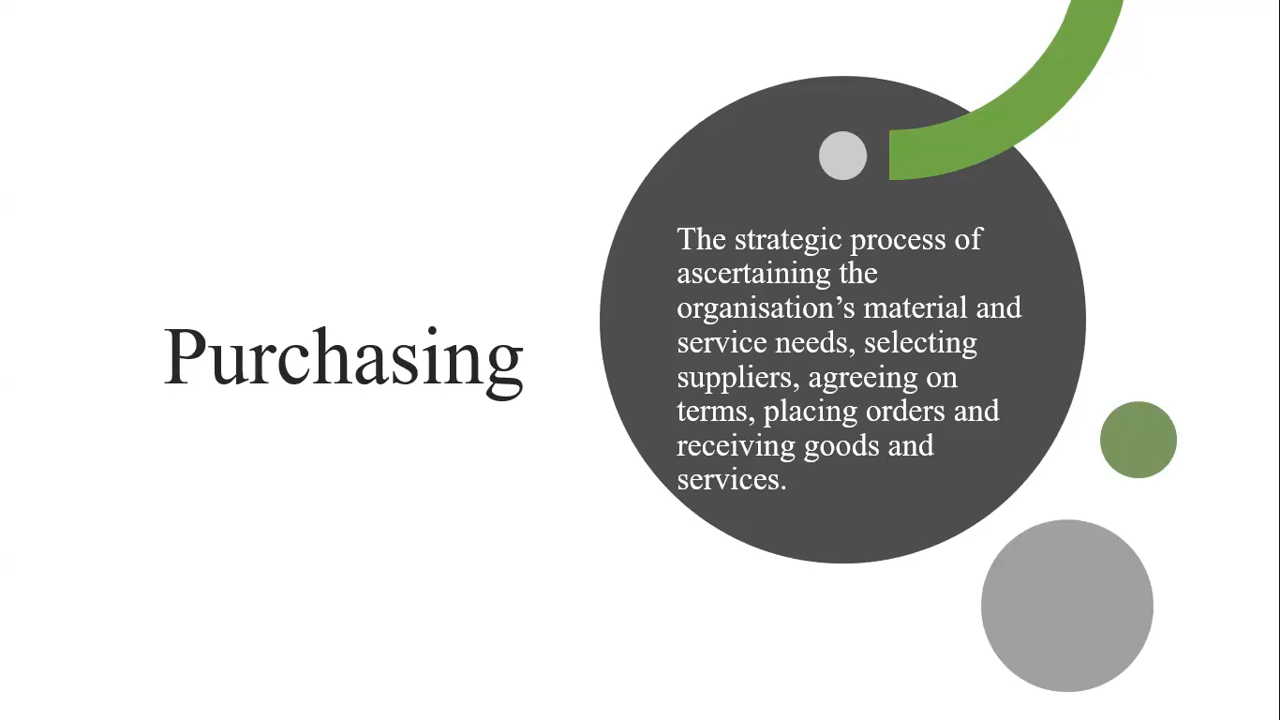 Purchasing
The strategic process of
ascertaining the
organisation’s material and
service needs, selecting
suppliers, agreeing on
terms, placing orders and
receiving goods and
services.